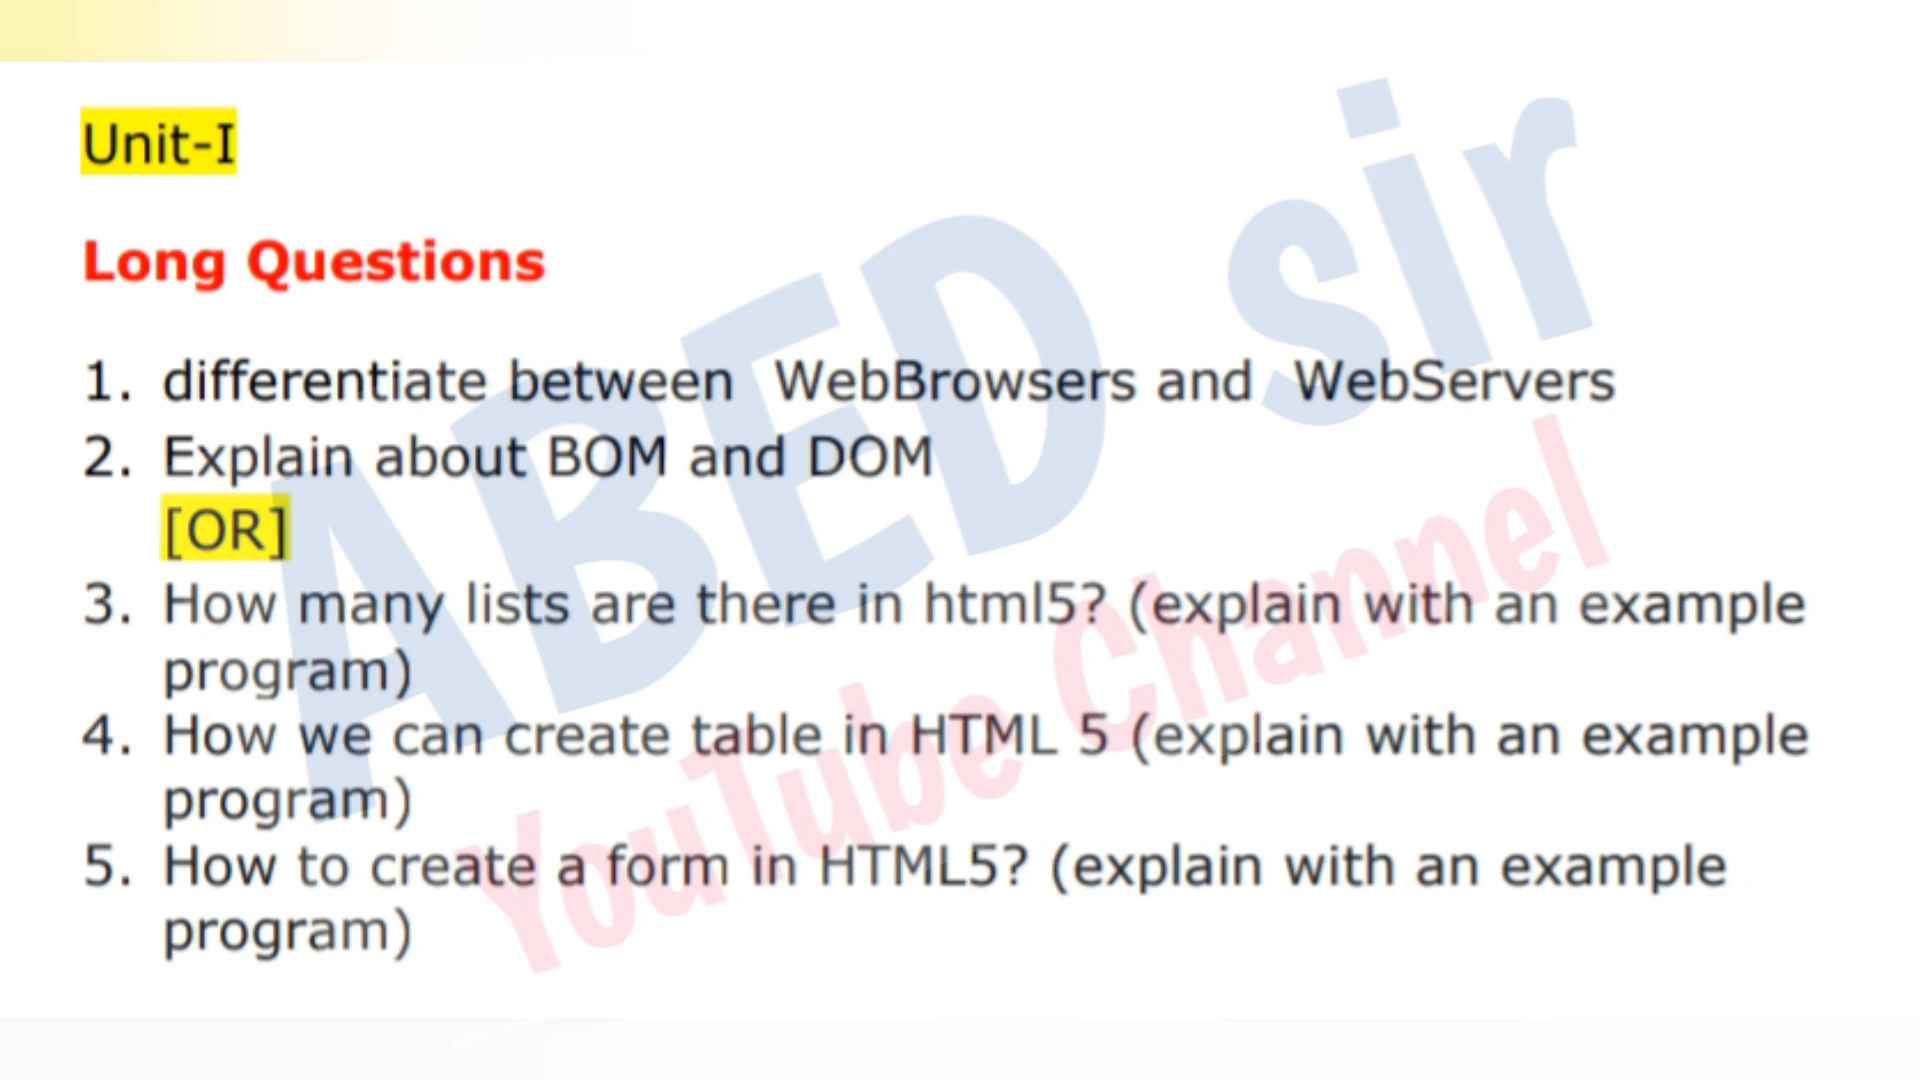 Unit-I
Long Questions
1. differentiate between WebBrowsers and WebServers
2. Explain about BOM and DOM
[OR]
3. How many lists are there in html5? (explain with an example
program)
4. How we can create table in HTML 5 (explain with an example
program)
5. How to create a form in HTML5? (explain with an example
program)
ABED sir
YouTube Channel